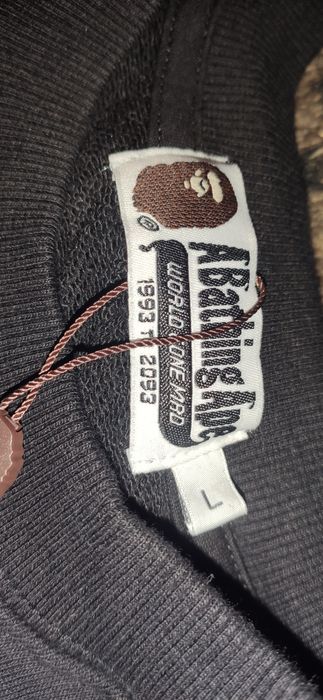 A Bathing Ape
®
WORLD GONE MAD
1993 T 2093
L